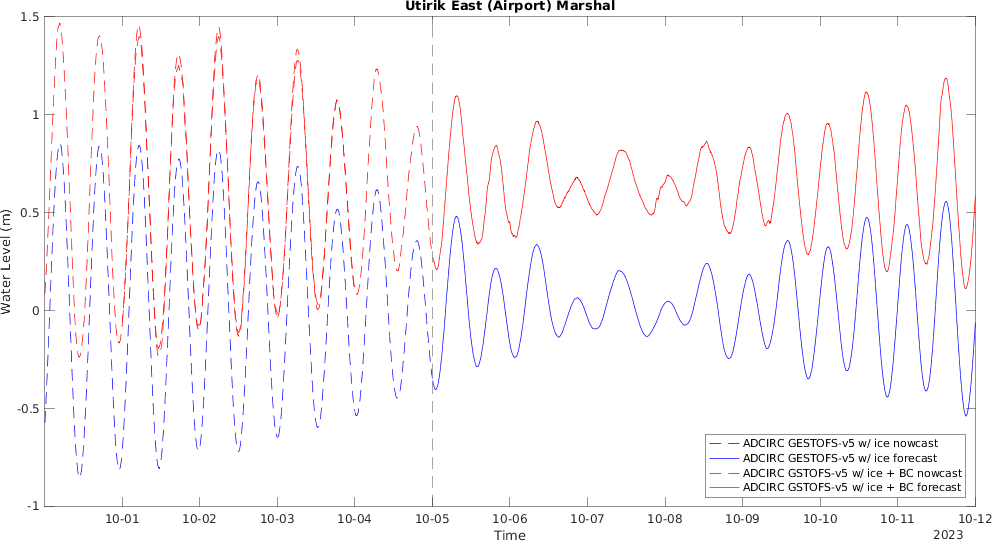 Utirik East (Airport) Marshal
1.5
1
0.5
0
-0.5
-1
Water Level (m)
10-01
10-02
10-03
10-04
10-05
10-06
10-07
10-08
10-09
10-10
10-11
10-12
Time
2023
ADCIRC GESTOFS-v5 w/ ice nowcast
ADCIRC GESTOFS-v5 w/ ice forecast
ADCIRC GSTOFS-v5 w/ ice + BC nowcast
ADCIRC GSTOFS-v5 w/ ice + BC forecast